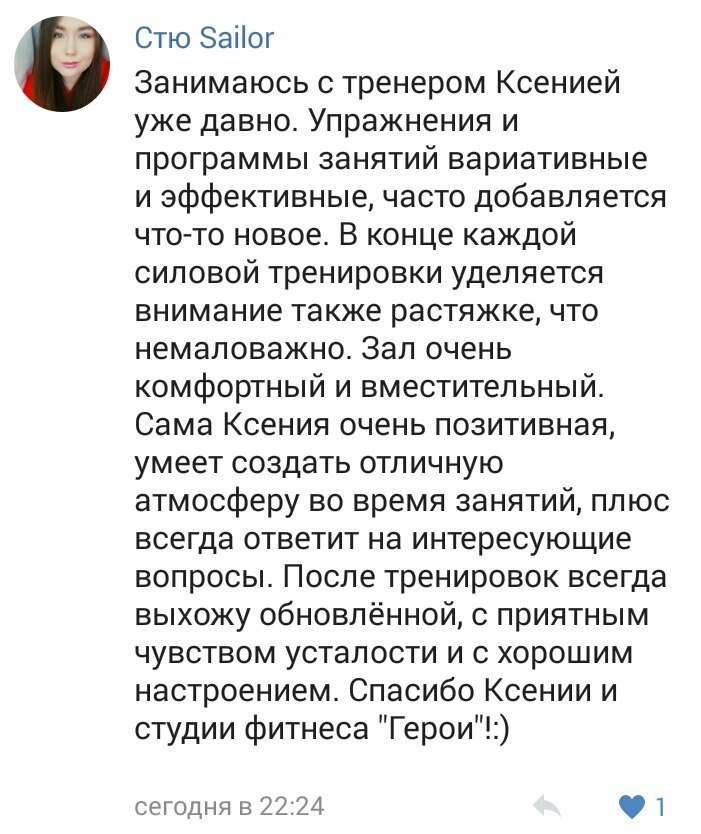 Стю Sailor
Занимаюсь с тренером Ксенией
уже давно. Упражнения и
программы занятий вариативные
и эффективные, часто добавляется
что-то новое. В конце каждой
силовой тренировки уделяется
внимание также растяжке, что
немаловажно. Зал очень
комфортный и вместительный.
Сама Ксения очень позитивная,
умеет создать отличную
атмосферу во время занятий, плюс
всегда ответит на интересующие
вопросы. После тренировок всегда
выхожу обновлённой, с приятным
чувством усталости и с хорошим
настроением. Спасибо Ксении и
студии фитнеса "Герои"!:)
сегодня в 22:24 1